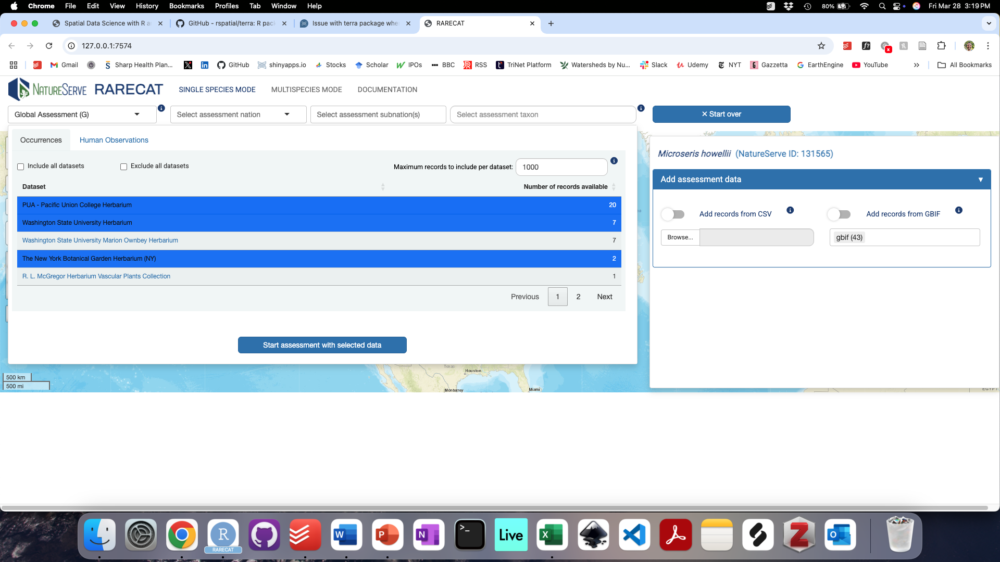 Chrome File Edit View History Bookmarks Profiles Tab Window Help 80% Fri Mar 28 3:19 PM
Spatial Data Science with R a GitHub - rspatial/terra: R pac Issue with terra package whe RARECAT
127.0.0.1:7574
Gmail Sharp Health Plan... GitHub shinyapps.io Stocks Scholar IPOs BBC RSS TriNet Platform Watersheds by Nu... Slack Udemy NYT Gazzetta EarthEngine YouTube All Bookmarks
NATURESERVE RARECAT SINGLE SPECIES MODE MULTISPECIES MODE DOCUMENTATION
Global Assessment (G) Select assessment nation Select assessment subnation(s) Select assessment taxon × Start over
Occurrences Human Observations
Microseris howellii (NatureServe ID: 131565)
Include all datasets Exclude all datasets Maximum records to include per dataset: 1000
Add assessment data
Dataset Number of records available
PUA - Pacific Union College Herbarium 20
Add records from CSV Add records from GBIF
Washington State University Herbarium 7
Browse... gbif (43)
Washington State University Marion Ownbey Herbarium 7
The New York Botanical Garden Herbarium (NY) 2
R. L. McGregor Herbarium Vascular Plants Collection 1
Previous 1 2 Next
Start assessment with selected data
Texas
Houston
500 km
500 mi
Monterrey
Miami
EGYPT
R
RARECAT
W
P
N
>_
Live
X
Z
O